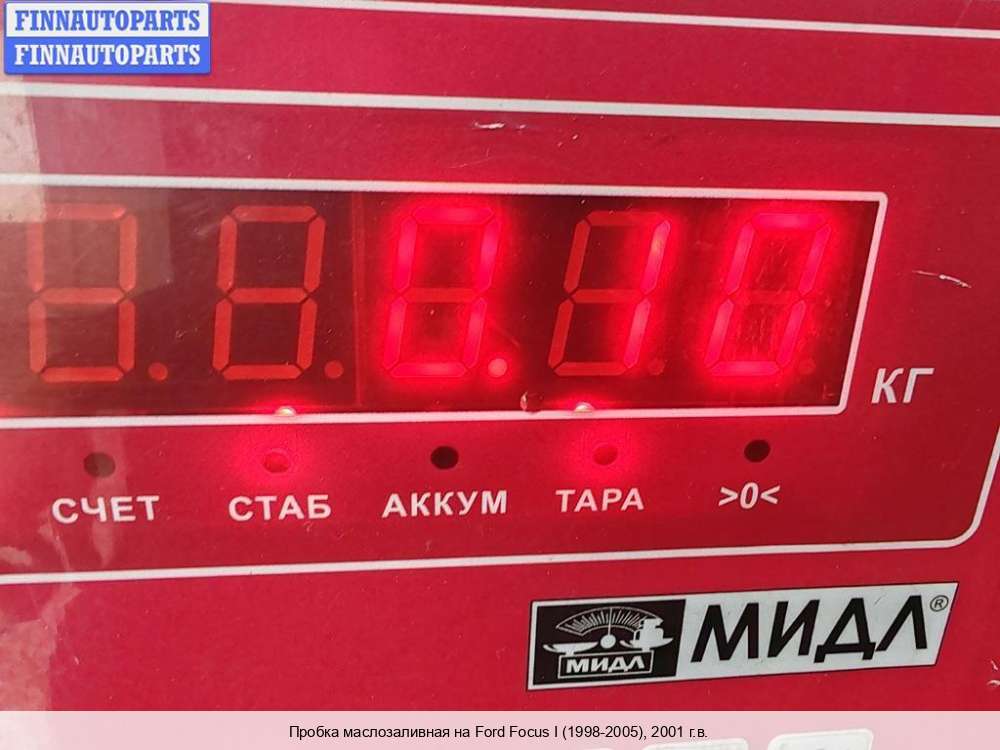 FINNAUTOPARTS
FINNAUTOPARTS
0.10
КГ
СЧЕТ СТАБ АККУМ ТАРА >0<
МИДЛ МИДЛ®
Пробка маслозаливная на Ford Focus I (1998-2005), 2001 г.в.